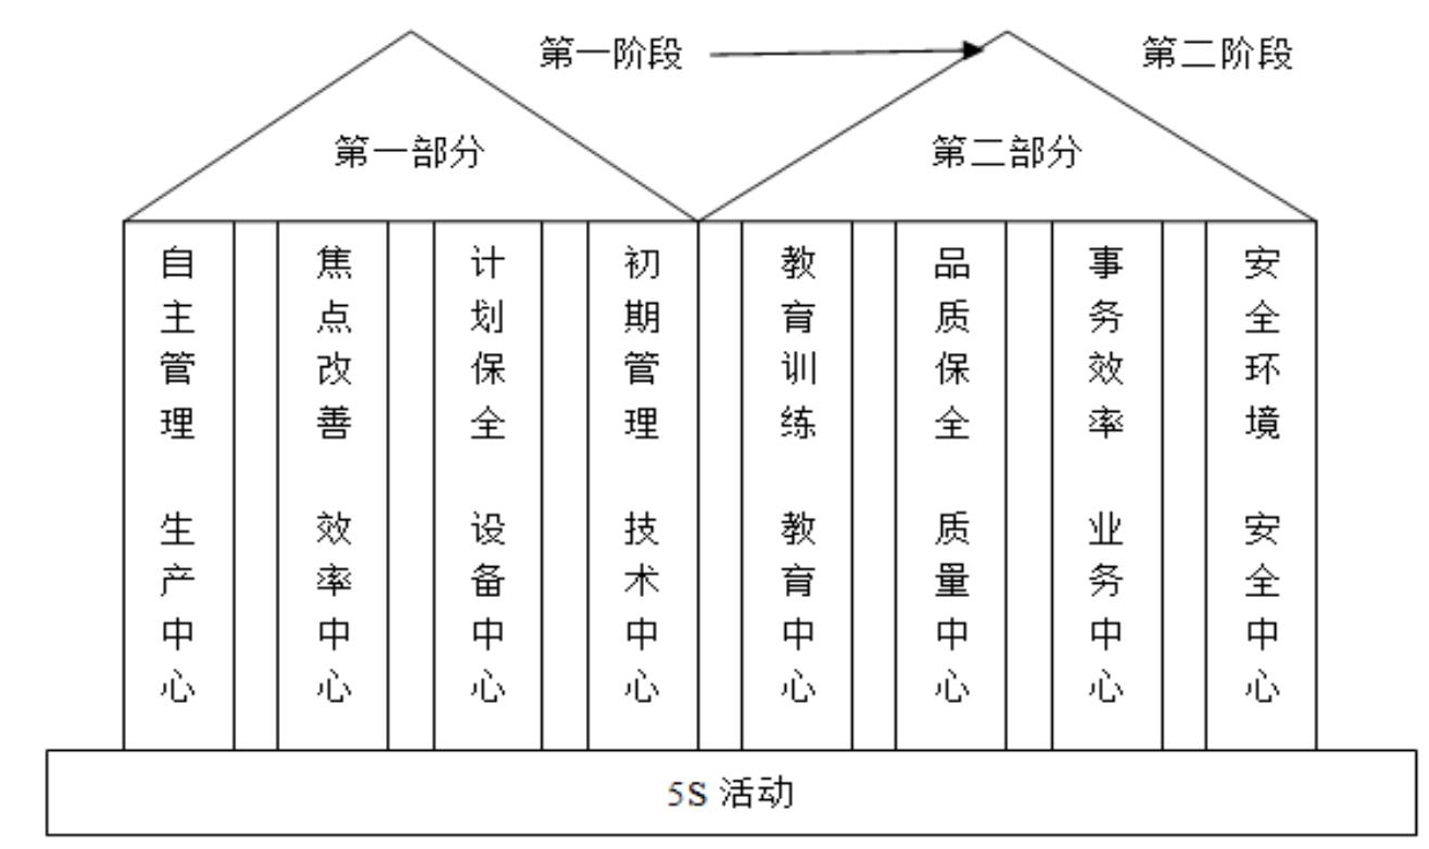 第一阶段
第二阶段
第一部分
第二部分
自主管理
生产中心
焦点改善
效率中心
计划保全
设备中心
初期管理
技术中心
教育训练
教育中心
品质保全
质量中心
事务效率
业务中心
安全环境
安全中心
5S 活动